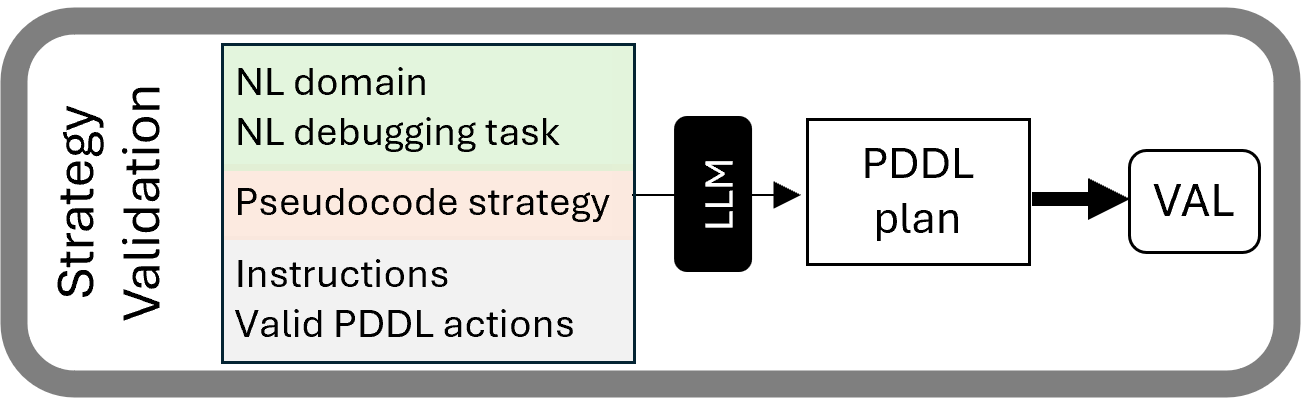 Strategy
Validation
NL domain
NL debugging task
Pseudocode strategy
Instructions
Valid PDDL actions
LLM
PDDL
plan
VAL